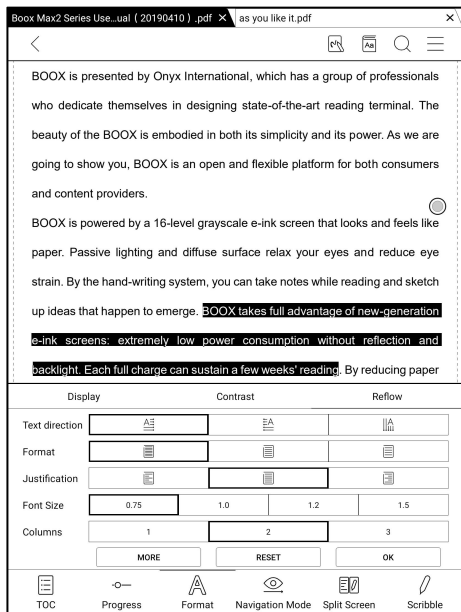 Boox Max2 Series Use...ual ( 20190410 ) .pdf ✕ as you like it.pdf ✕
Aa
BOOX is presented by Onyx International, which has a group of professionals
who dedicate themselves in designing state-of-the-art reading terminal. The
beauty of the BOOX is embodied in both its simplicity and its power. As we are
going to show you, BOOX is an open and flexible platform for both consumers
and content providers.
BOOX is powered by a 16-level grayscale e-ink screen that looks and feels like
paper. Passive lighting and diffuse surface relax your eyes and reduce eye
strain. By the hand-writing system, you can take notes while reading and sketch
up ideas that happen to emerge. BOOX takes full advantage of new-generation
e-ink screens: extremely low power consumption without reflection and
backlight. Each full charge can sustain a few weeks' reading. By reducing paper
Display Contrast Reflow
Text direction A A A
Format
Justification
Font Size 0.75 1.0 1.2 1.5
Columns 1 2 3
MORE RESET OK
TOC Progress Format Navigation Mode Split Screen Scribble